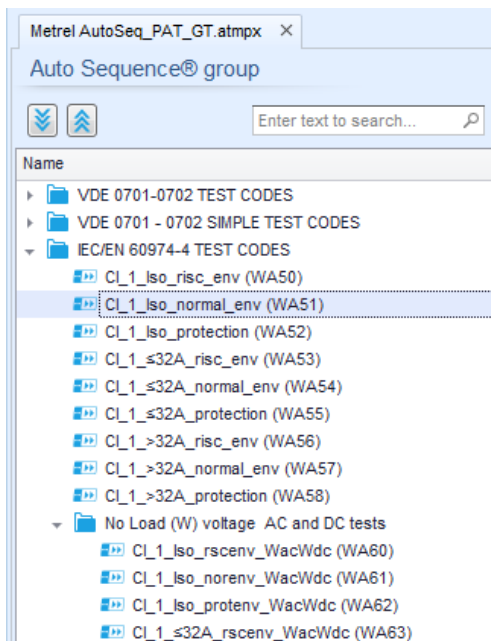 Metrel AutoSeq_PAT_GT.atmpx ×
Auto Sequence® group
Enter text to search...
Name
VDE 0701-0702 TEST CODES
VDE 0701 - 0702 SIMPLE TEST CODES
IEC/EN 60974-4 TEST CODES
Cl_1_Iso_risc_env (WA50)
Cl_1_Iso_normal_env (WA51)
Cl_1_Iso_protection (WA52)
Cl_1_≤32A_risc_env (WA53)
Cl_1_≤32A_normal_env (WA54)
Cl_1_≤32A_protection (WA55)
Cl_1_>32A_risc_env (WA56)
Cl_1_>32A_normal_env (WA57)
Cl_1_>32A_protection (WA58)
No Load (W) voltage AC and DC tests
Cl_1_Iso_rscenv_WacWdc (WA60)
Cl_1_Iso_norenv_WacWdc (WA61)
Cl_1_Iso_protenv_WacWdc (WA62)
Cl_1_≤32A_rscenv_WacWdc (WA63)